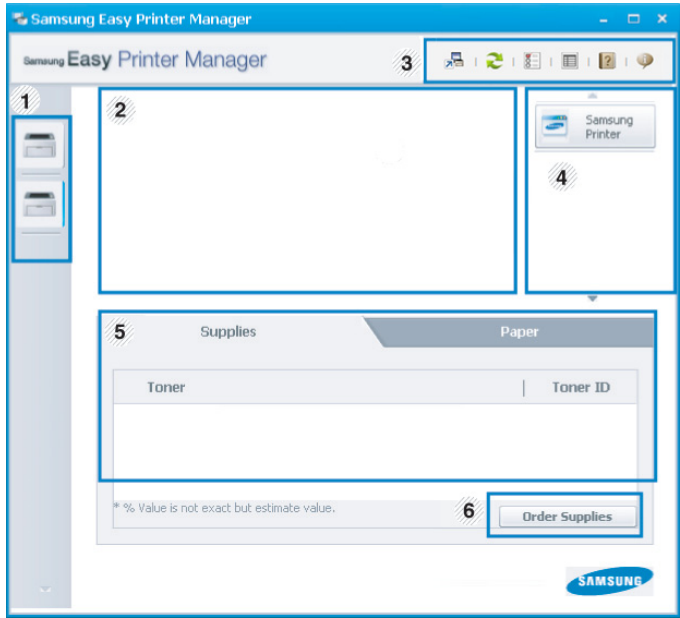 Samsung Easy Printer Manager
Samsung Easy Printer Manager
3
1
2
Samsung
Printer
4
5
Supplies
Paper
Toner
Toner ID
* % Value is not exact but estimate value.
6
Order Supplies
SAMSUNG